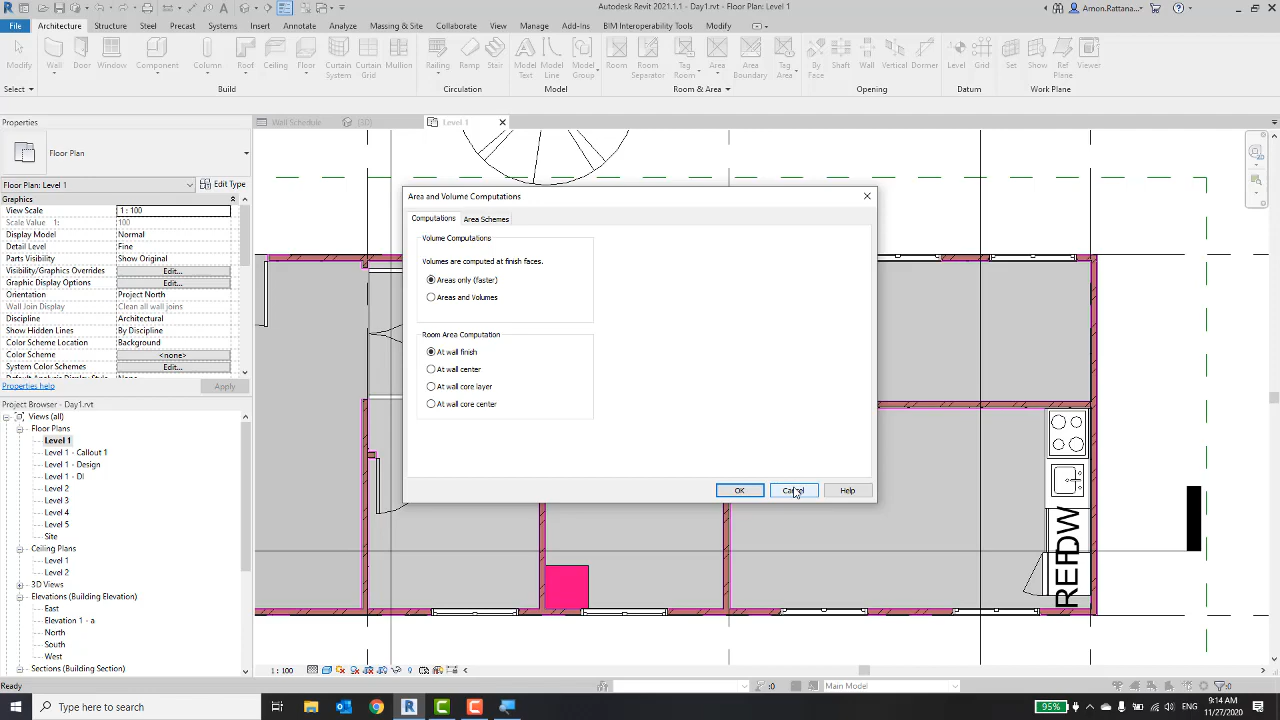 Autodesk Revit 2021.1.1 - Day1.rvt - Floor Plan: Level 1
Arnon.Rattana...
File Architecture Structure Steel Precast Systems Insert Annotate Analyze Massing & Site Collaborate View Manage Add-Ins BIM Interoperability Tools Modify
Modify
Wall Door Window Component Column Roof Ceiling Floor Curtain System Curtain Grid Mullion
Railing Ramp Stair
Model Text Model Line Model Group
Room Room Separator Tag Room Area Area Boundary Tag Area
By Face Shaft Wall Vertical Dormer
Level Grid
Set Show Ref Plane Viewer
Select Build Circulation Model Room & Area Opening Datum Work Plane
Properties
Wall Schedule {3D} Level 1
Floor Plan
Floor Plan: Level 1 Edit Type
Graphics
View Scale 1 : 100
Scale Value 1: 100
Display Model Normal
Detail Level Fine
Parts Visibility Show Original
Visibility/Graphics Overrides Edit...
Graphic Display Options Edit...
Orientation Project North
Wall Join Display Clean all wall joins
Discipline Architectural
Show Hidden Lines By Discipline
Color Scheme Location Background
Color Scheme <none>
System Color Schemes Edit...
Default Analysis Display Style
Properties help Apply
Project Browser - Day1.rvt
Views (all)
Floor Plans
Level 1
Level 1 - Callout 1
Level 1 - Design
Level 1 - DI
Level 2
Level 3
Level 4
Level 5
Site
Ceiling Plans
Level 1
Level 2
3D Views
Elevations (Building Elevation)
East
Elevation 1 - a
North
South
West
Sections (Building Section)
Area and Volume Computations
Computations Area Schemes
Volume Computations
Volumes are computed at finish faces.
Areas only (faster)
Areas and Volumes
Room Area Computation
At wall finish
At wall center
At wall core layer
At wall core center
OK Cancel Help
DW
REF
1 : 100
Ready
:0 Main Model :0
Type here to search
95% ENG 9:14 AM
11/27/2020